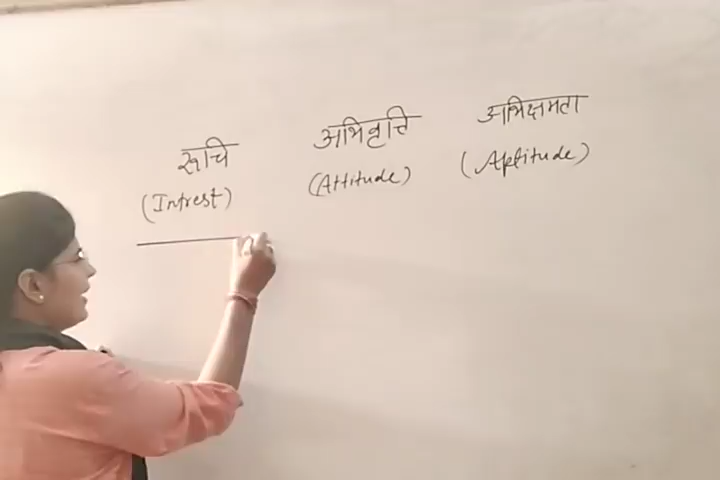 रूचि
(Intrest)
अभिवृत्ति
(Attitude)
अभिक्षमता
(Aptitude)